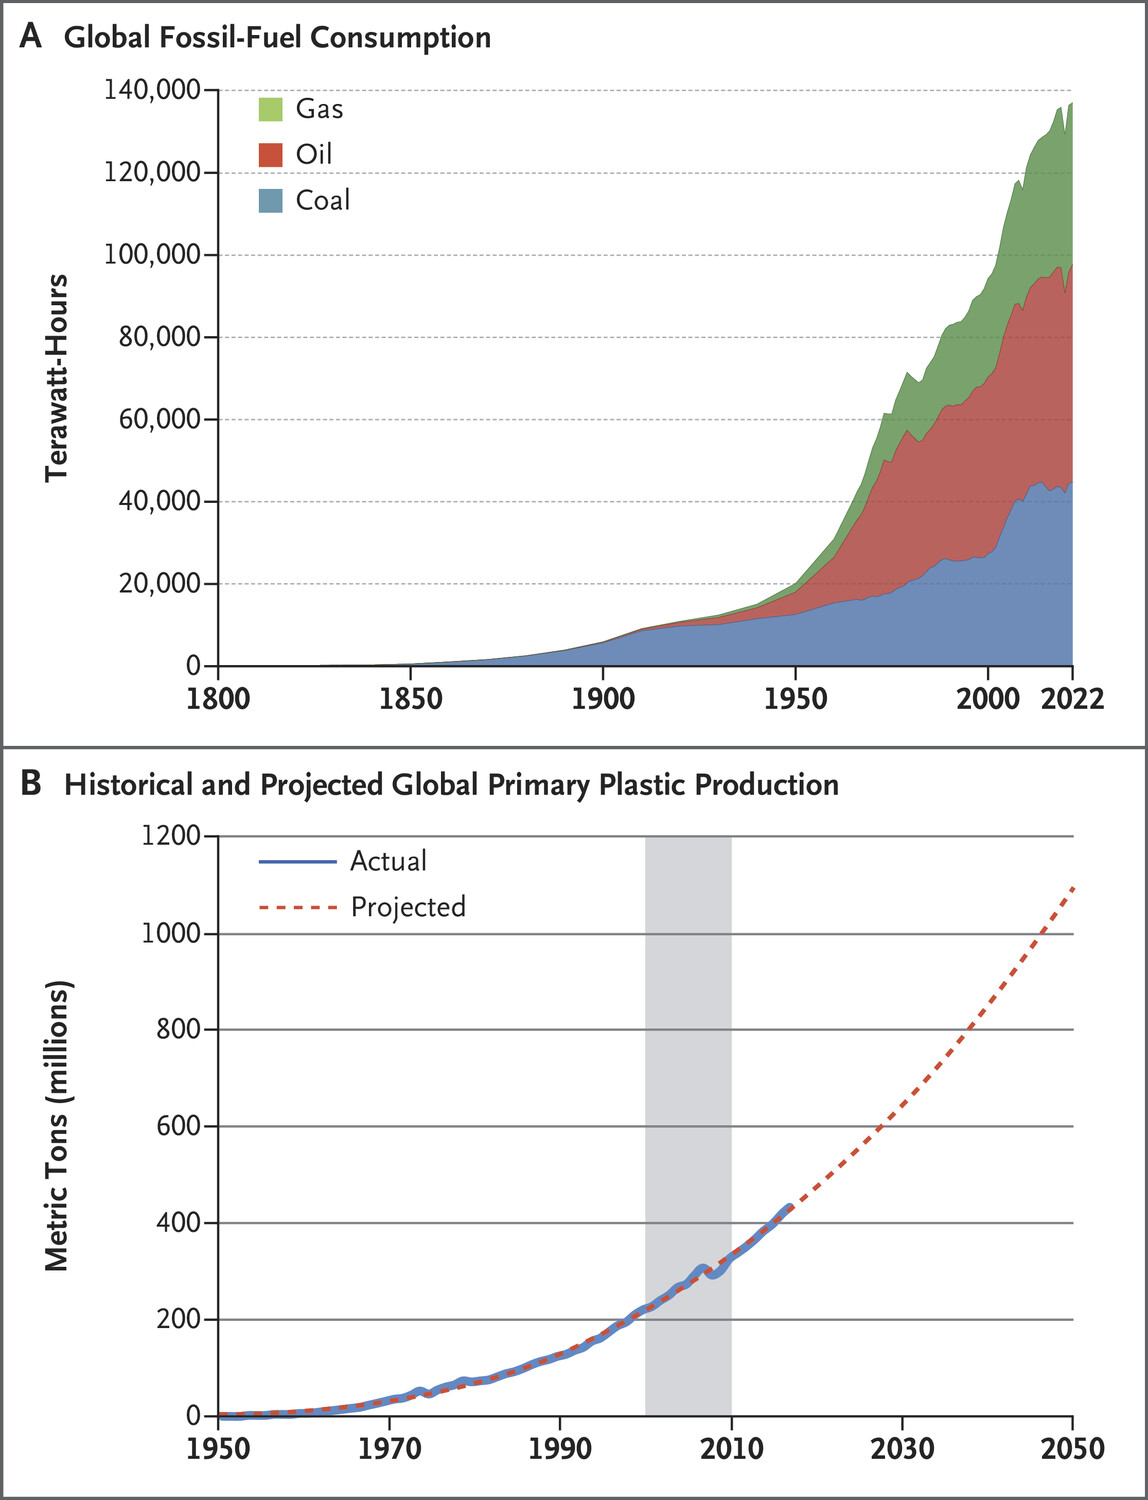 A Global Fossil-Fuel Consumption
140,000
Gas
Oil
120,000
Coal
100,000
80,000
60,000
40,000
20,000
0
Terawatt-Hours
1800 1850 1900 1950 2000 2022
B Historical and Projected Global Primary Plastic Production
1200
Actual
Projected
1000
800
600
400
200
0
Metric Tons (millions)
1950 1970 1990 2010 2030 2050